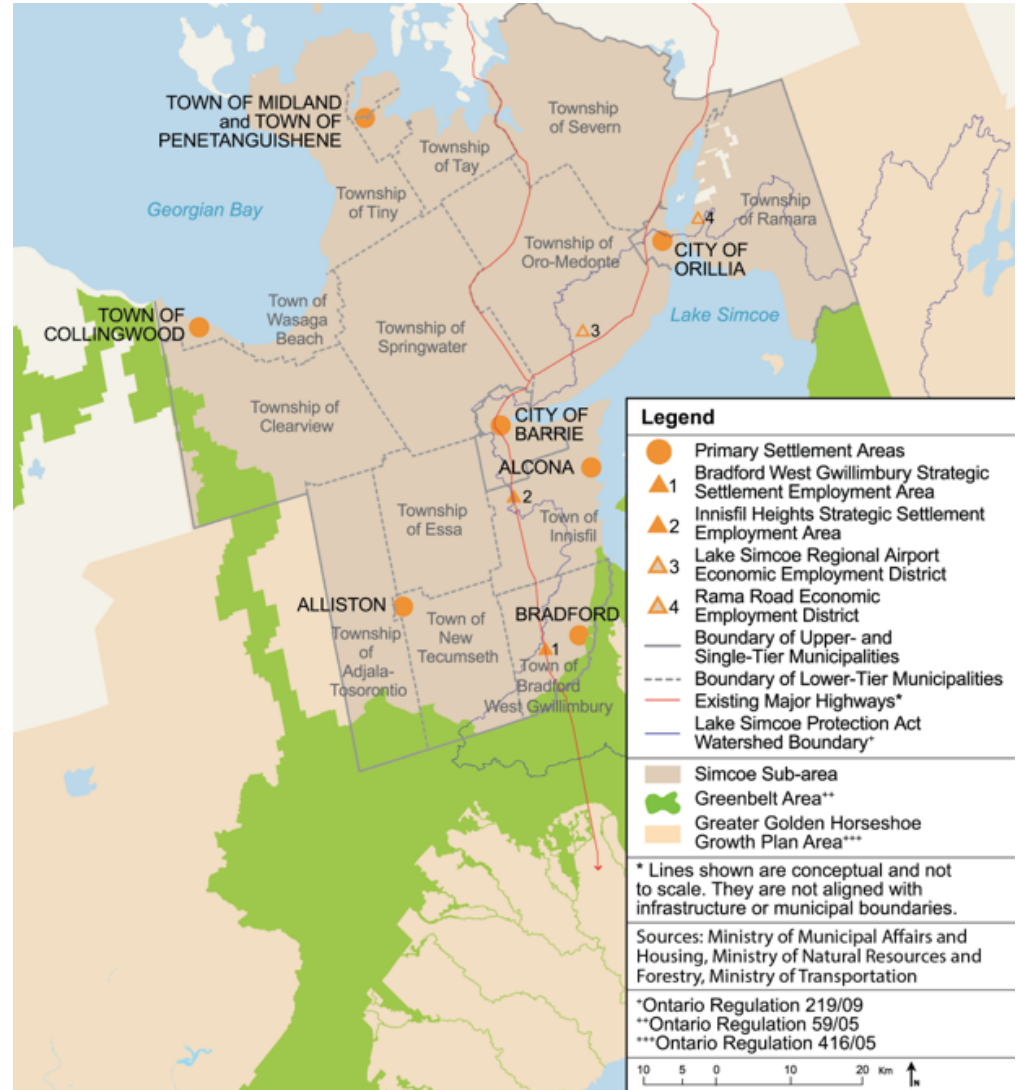 TOWN OF MIDLAND
and TOWN OF
PENETANGUISHENE
Township
of Severn
Township
of Tay
Township
of Tiny
Georgian Bay
Township
of Ramara
4
CITY OF
ORILLIA
Township of
Oro-Medonte
Lake Simcoe
TOWN OF
COLLINGWOOD
Town of
Wasaga
Beach
3
Township of
Springwater
Township of
Clearview
CITY OF
BARRIE
ALCONA
2
Township
of Essa
Town of
Innisfil
ALLISTON
BRADFORD
Township
of
Adjala-
Tosorontio
Town of
New
Tecumseth
1
Town of
Bradford
West Gwillimbury
Legend
Primary Settlement Areas
1 Bradford West Gwillimbury Strategic
Settlement Employment Area
2 Innisfil Heights Strategic Settlement
Employment Area
3 Lake Simcoe Regional Airport
Economic Employment District
4 Rama Road Economic
Employment District
Boundary of Upper- and
Single-Tier Municipalities
Boundary of Lower-Tier Municipalities
Existing Major Highways*
Lake Simcoe Protection Act
Watershed Boundary+
Simcoe Sub-area
Greenbelt Area++
Greater Golden Horseshoe
Growth Plan Area+++
* Lines shown are conceptual and not
to scale. They are not aligned with
infrastructure or municipal boundaries.
Sources: Ministry of Municipal Affairs and
Housing, Ministry of Natural Resources and
Forestry, Ministry of Transportation
+Ontario Regulation 219/09
++Ontario Regulation 59/05
+++Ontario Regulation 416/05
10 5 0 10 20 Km N